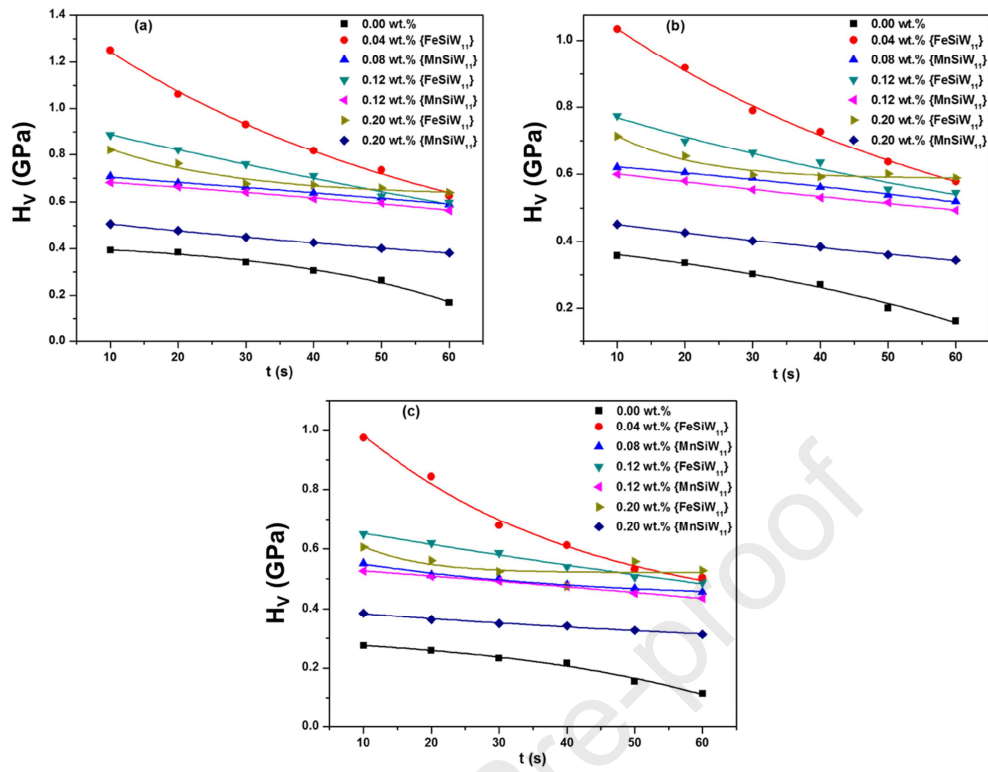 (a)
0.00 wt.%
0.04 wt.% {FeSiW₁₁}
0.08 wt.% {MnSiW₁₁}
0.12 wt.% {FeSiW₁₁}
0.12 wt.% {MnSiW₁₁}
0.20 wt.% {FeSiW₁₁}
0.20 wt.% {MnSiW₁₁}
1.4
1.2
1.0
0.8
0.6
0.4
0.2
0.0
Hᵥ (GPa)
10 20 30 40 50 60
t (s)
(b)
0.00 wt.%
0.04 wt.% {FeSiW₁₁}
0.08 wt.% {MnSiW₁₁}
0.12 wt.% {FeSiW₁₁}
0.12 wt.% {MnSiW₁₁}
0.20 wt.% {FeSiW₁₁}
0.20 wt.% {MnSiW₁₁}
1.0
0.8
0.6
0.4
0.2
Hᵥ (GPa)
10 20 30 40 50 60
t (s)
(c)
0.00 wt.%
0.04 wt.% {FeSiW₁₁}
0.08 wt.% {MnSiW₁₁}
0.12 wt.% {FeSiW₁₁}
0.12 wt.% {MnSiW₁₁}
0.20 wt.% {FeSiW₁₁}
0.20 wt.% {MnSiW₁₁}
1.0
0.8
0.6
0.4
0.2
0.0
Hᵥ (GPa)
10 20 30 40 50 60
t (s)
re-proof